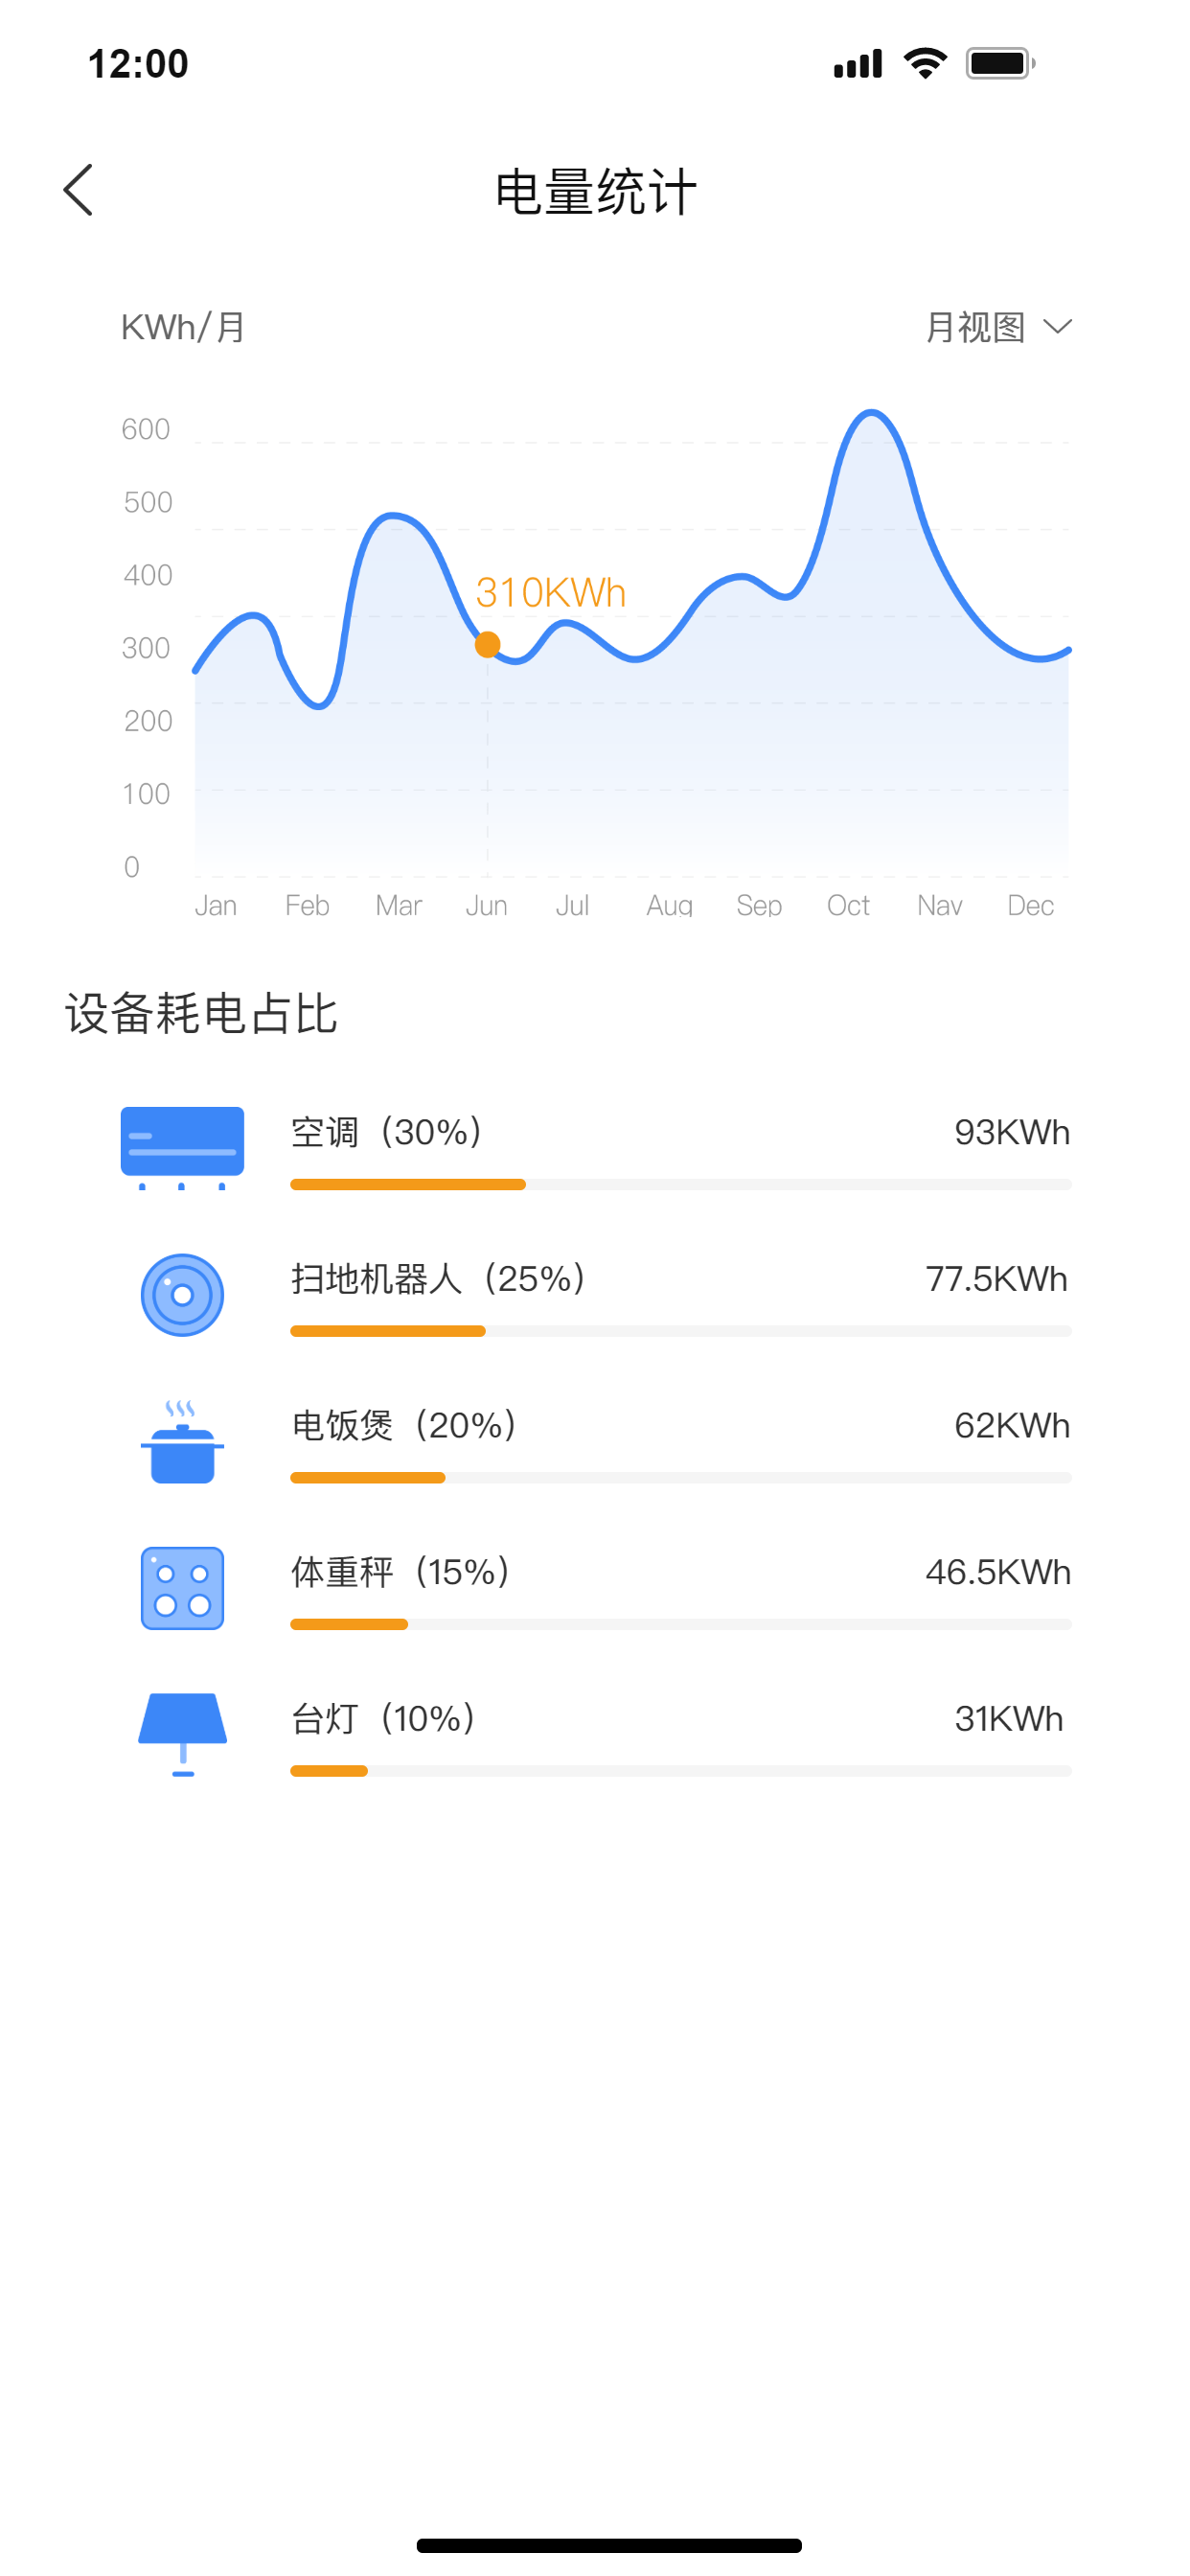 12:00
电量统计
KWh/月 月视图
600
500
400
310KWh
300
200
100
0
Jan Feb Mar Jun Jul Aug Sep Oct Nav Dec
设备耗电占比
空调（30%） 93KWh
扫地机器人（25%） 77.5KWh
电饭煲（20%） 62KWh
体重秤（15%） 46.5KWh
台灯（10%） 31KWh